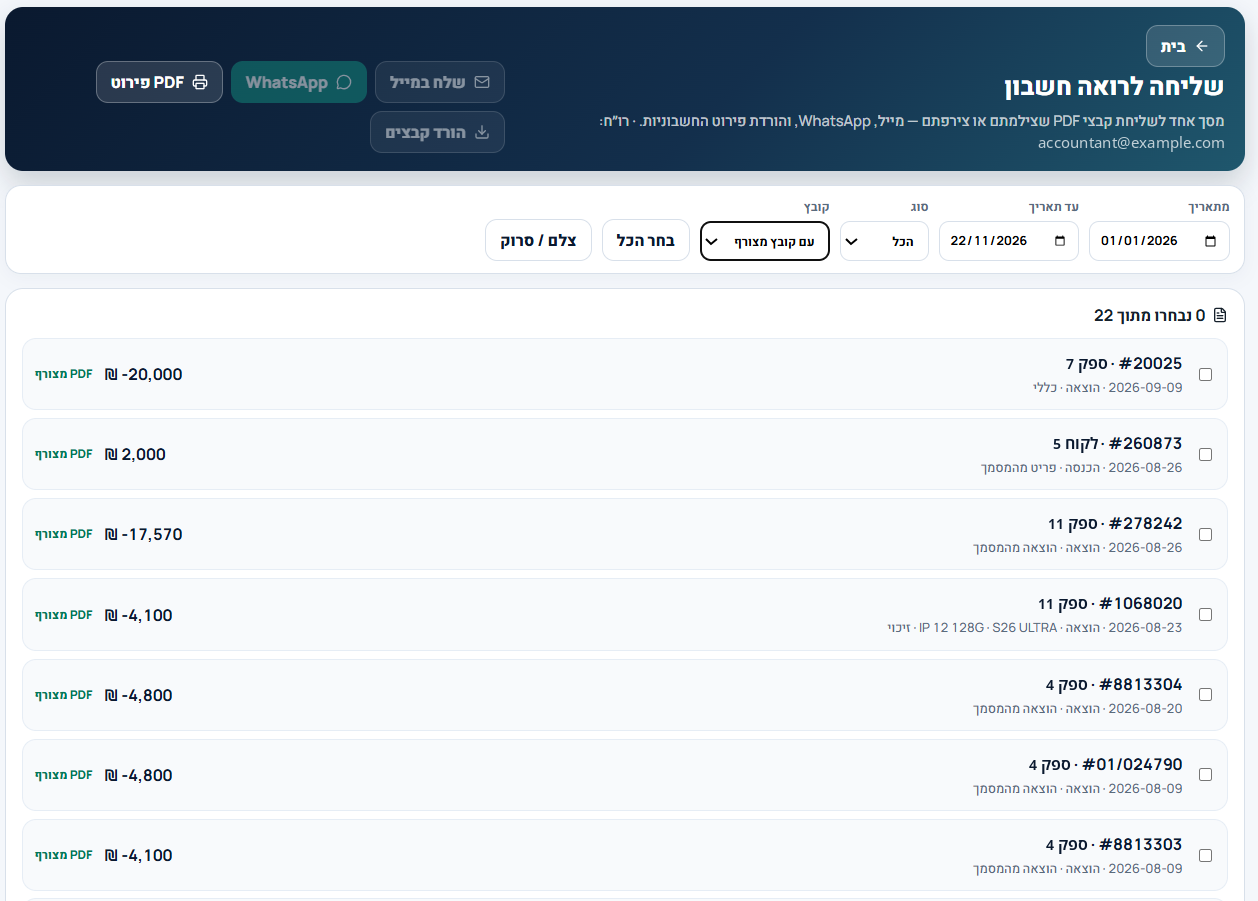 בית
שליחה לרואה חשבון
מסך אחד לשליחת קבצי PDF שצילמתם או צירפתם — מייל, WhatsApp, והורדת פירוט החשבוניות. · רו״ח:
accountant@example.com
שלח במייל
WhatsApp
PDF פירוט
הורד קבצים
מתאריך
01/01/2026
עד תאריך
22/11/2026
סוג
הכל
קובץ
עם קובץ מצורף
בחר הכל
צלם / סרוק
0 נבחרו מתוך 22
#20025 · ספק 7
2026-09-09 · הוצאה · כללי
₪ -20,000
PDF מצורף
#260873 · לקוח 5
2026-08-26 · הכנסה · פריט מהמסמך
₪ 2,000
PDF מצורף
#278242 · ספק 11
2026-08-26 · הוצאה · הוצאה מהמסמך
₪ -17,570
PDF מצורף
#1068020 · ספק 11
2026-08-23 · הוצאה · IP 12 128G · S26 ULTRA · זיכוי
₪ -4,100
PDF מצורף
#8813304 · ספק 4
2026-08-20 · הוצאה · הוצאה מהמסמך
₪ -4,800
PDF מצורף
#01/024790 · ספק 4
2026-08-09 · הוצאה · הוצאה מהמסמך
₪ -4,800
PDF מצורף
#8813303 · ספק 4
2026-08-09 · הוצאה · הוצאה מהמסמך
₪ -4,100
PDF מצורף